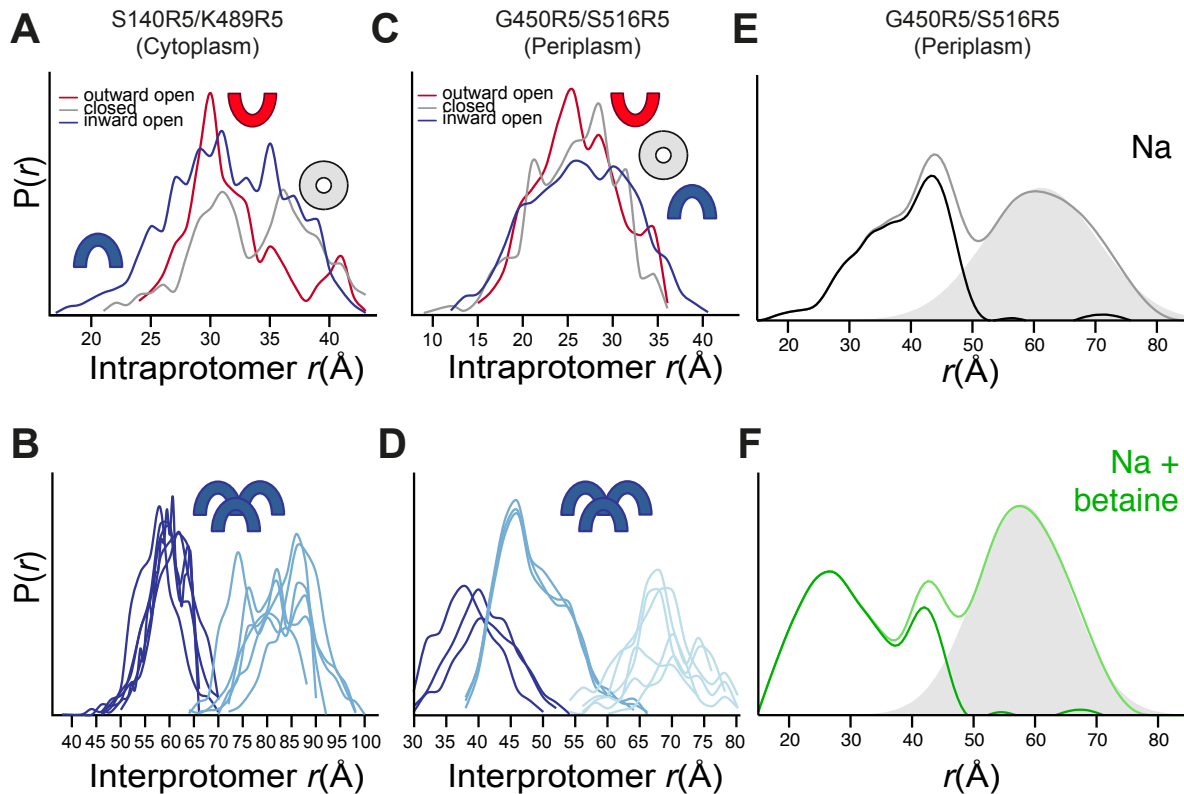 A
S140R5/K489R5
(Cytoplasm)
outward open
closed
inward open
P(r)
20 25 30 35 40
Intraprotomer r(Å)
C
G450R5/S516R5
(Periplasm)
outward open
closed
inward open
10 15 20 25 30 35 40
Intraprotomer r(Å)
E
G450R5/S516R5
(Periplasm)
Na
20 30 40 50 60 70 80
r(Å)
B
P(r)
40 45 50 55 60 65 70 75 80 85 90 95 100
Interprotomer r(Å)
D
30 35 40 45 50 55 60 65 70 75 80
Interprotomer r(Å)
F
Na +
betaine
20 30 40 50 60 70 80
r(Å)